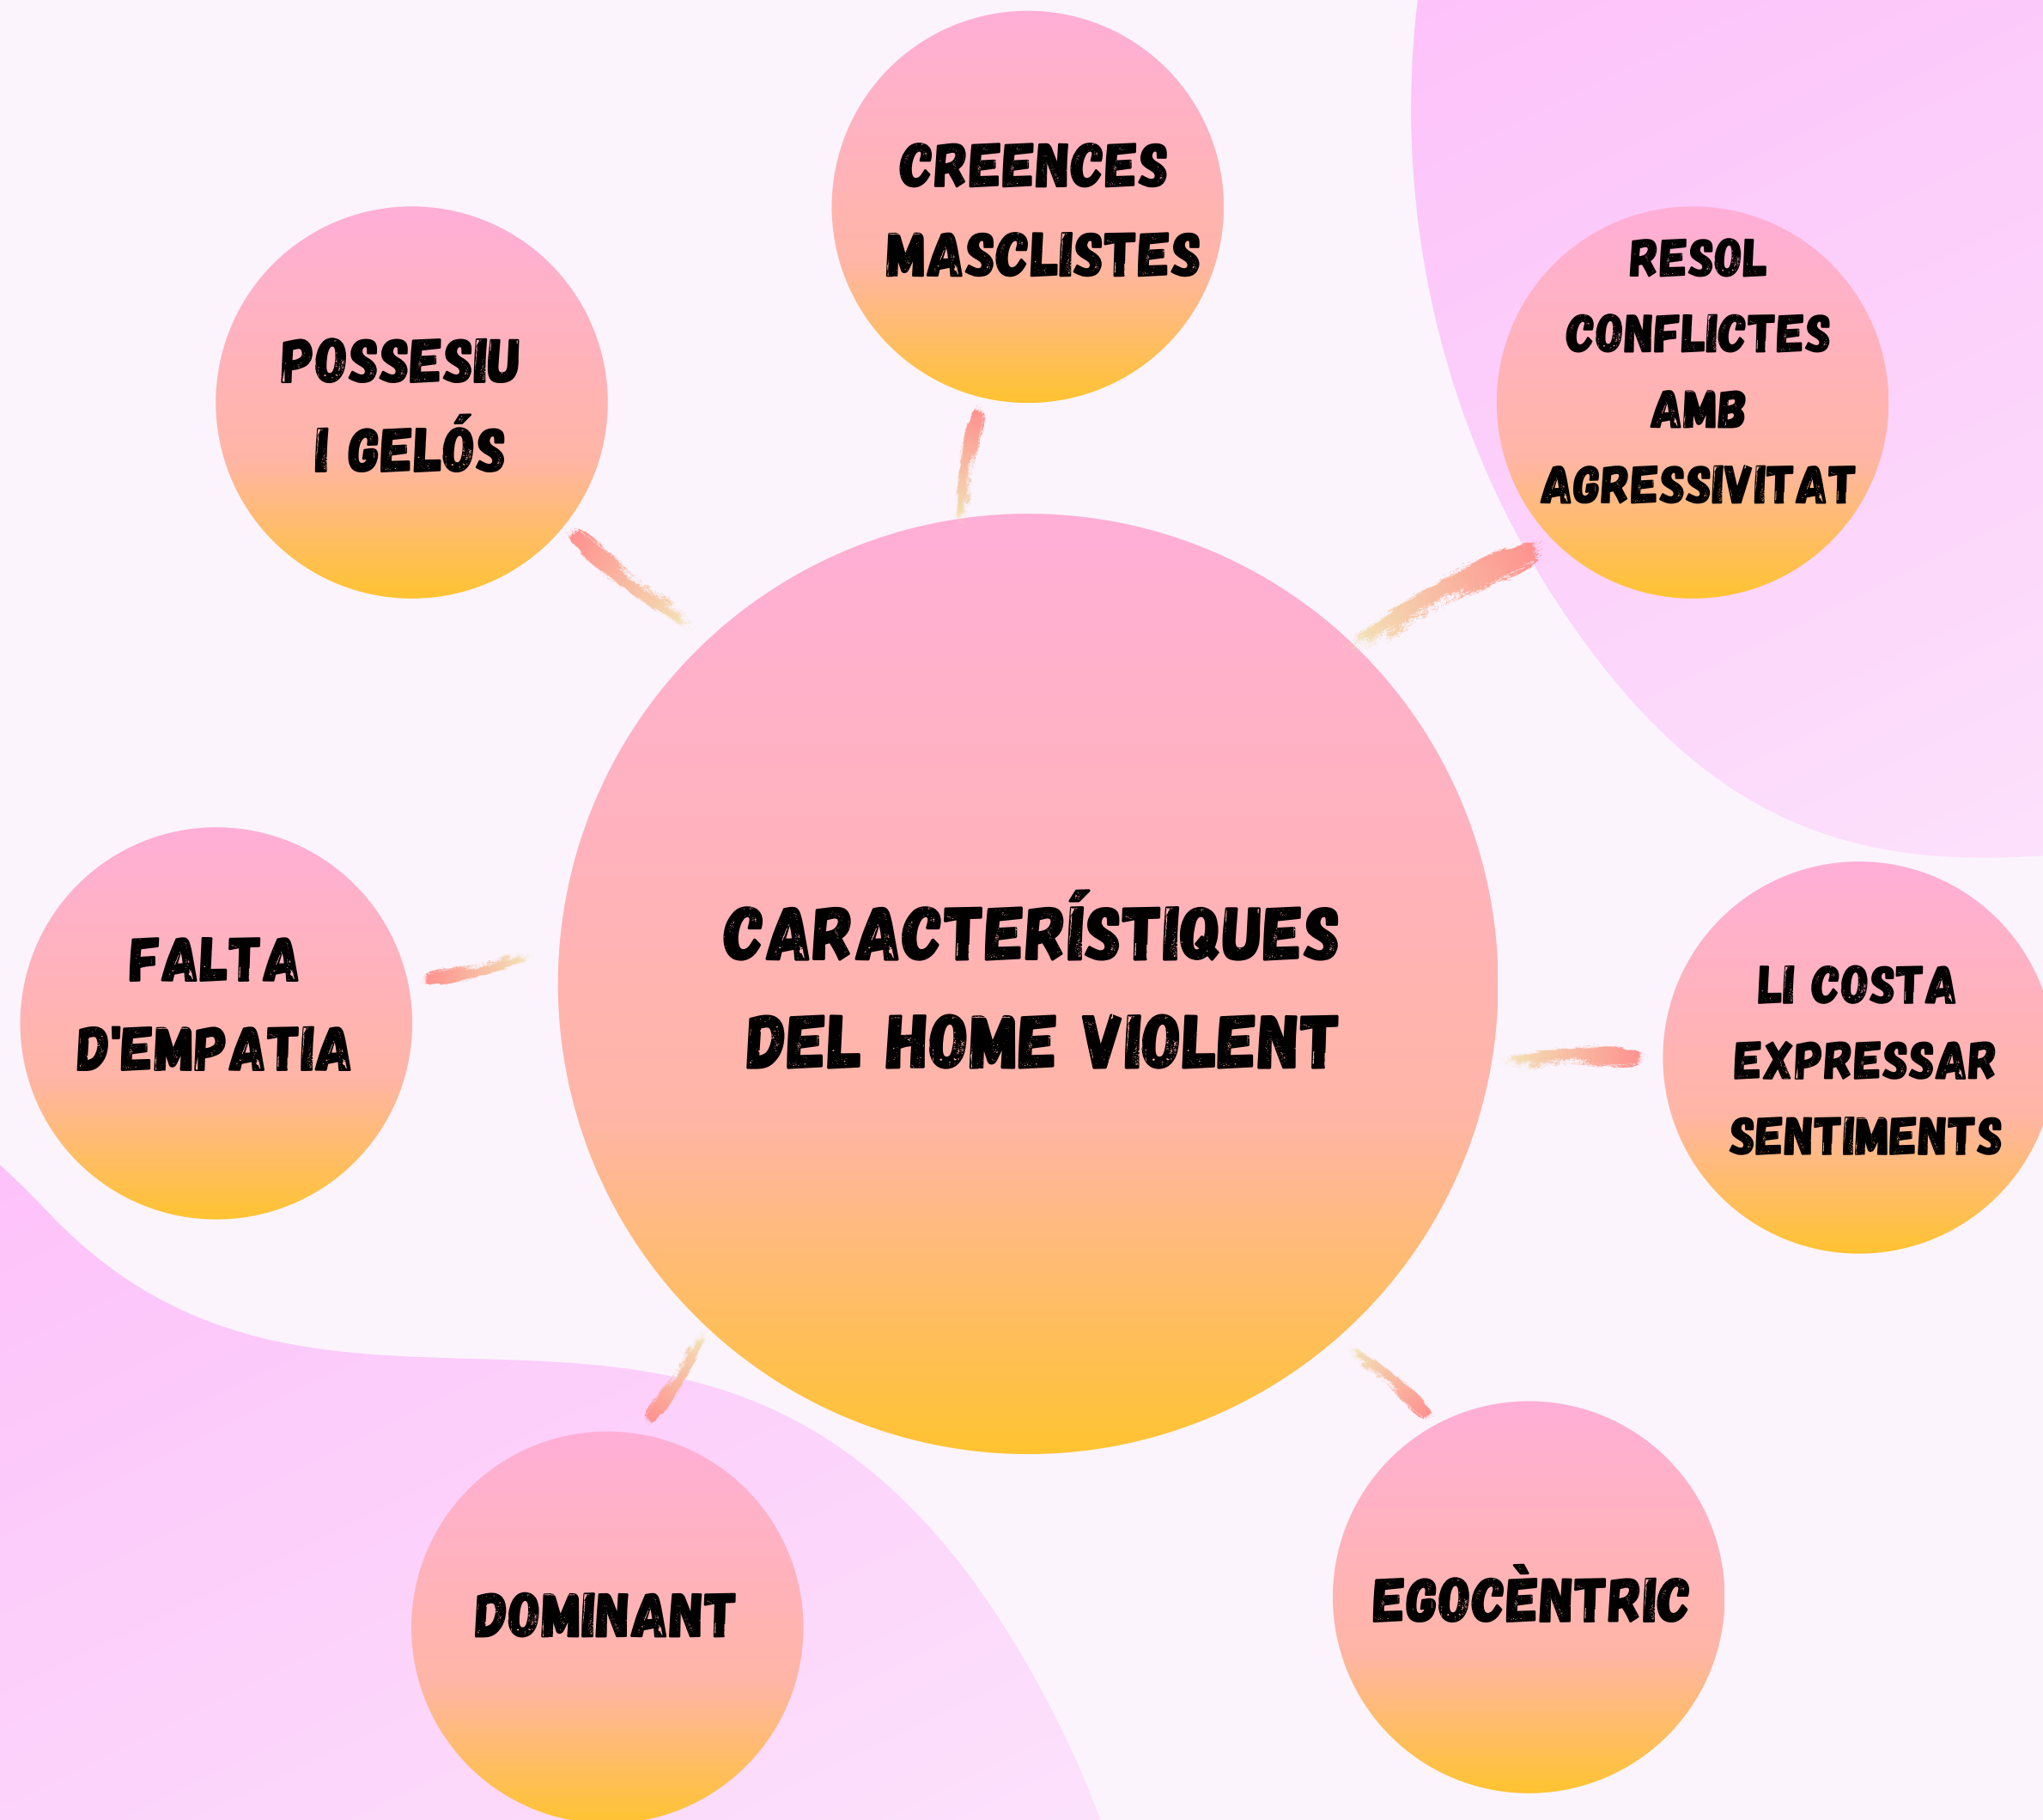 CREENCES
MASCLISTES
RESOL
CONFLICTES
AMB
AGRESSIVITAT
POSSESIU
I GELÓS
CARACTERÍSTIQUES
DEL HOME VIOLENT
FALTA
D'EMPATIA
LI COSTA
EXPRESSAR
SENTIMENTS
DOMINANT
EGOCÈNTRIC